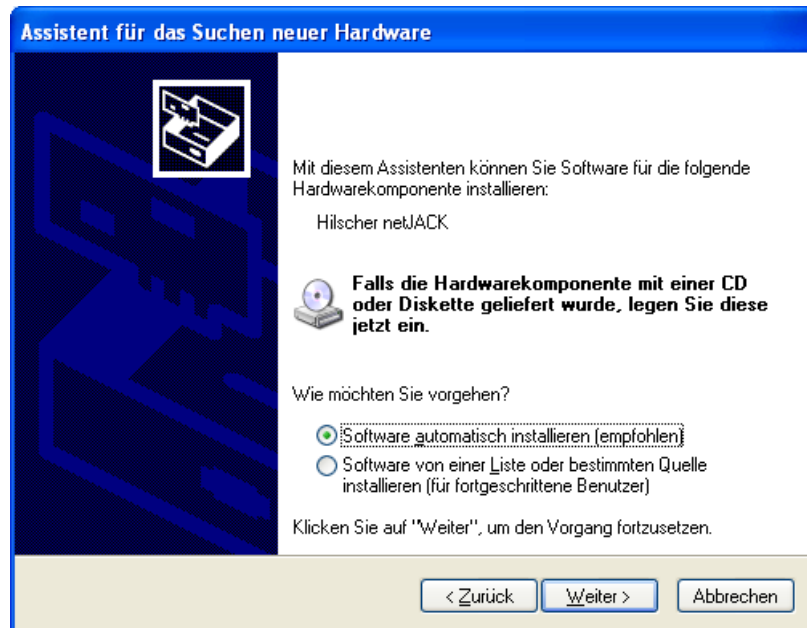 Assistent für das Suchen neuer Hardware
Mit diesem Assistenten können Sie Software für die folgende
Hardwarekomponente installieren:
Hilscher netJACK
Falls die Hardwarekomponente mit einer CD
oder Diskette geliefert wurde, legen Sie diese
jetzt ein.
Wie möchten Sie vorgehen?
Software automatisch installieren (empfohlen)
Software von einer Liste oder bestimmten Quelle
installieren (für fortgeschrittene Benutzer)
Klicken Sie auf "Weiter", um den Vorgang fortzusetzen.
< Zurück Weiter > Abbrechen